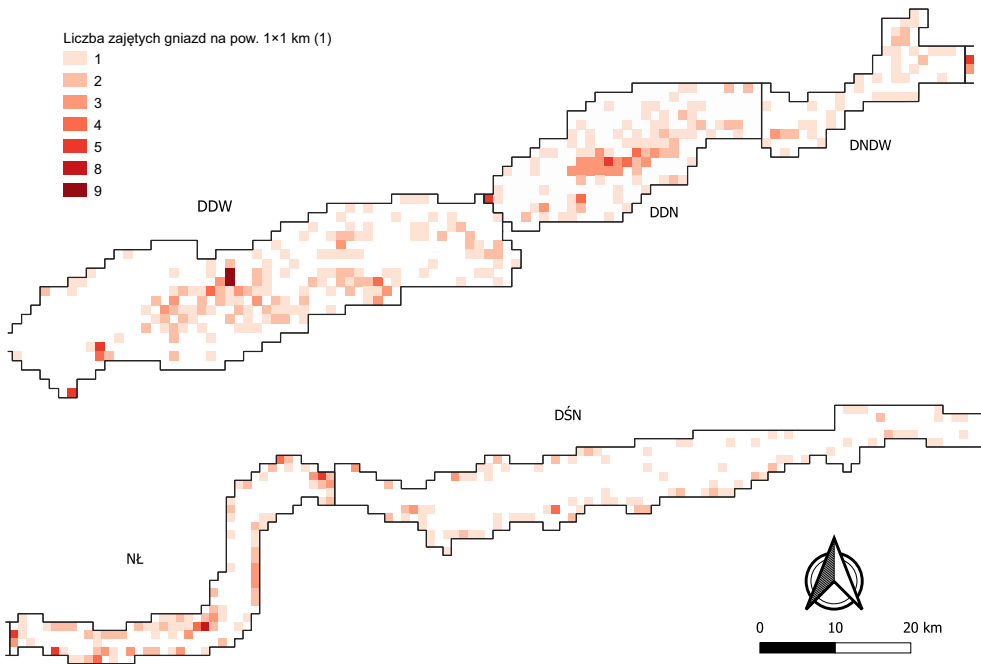 Liczba zajętych gniazd na pow. 1×1 km (1)
1
2
3
4
5
8
9
DDW
DDN
DNDW
DŚN
NŁ
0 10 20 km